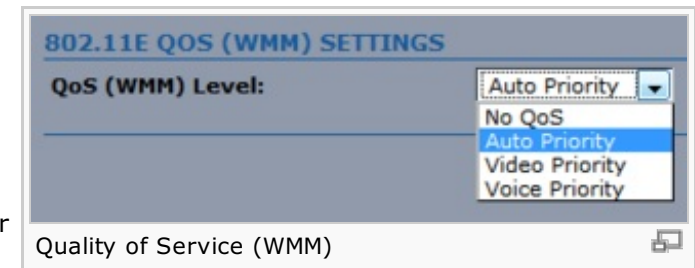 802.11E QOS (WMM) SETTINGS
QoS (WMM) Level:
Auto Priority
No QoS
Auto Priority
Video Priority
Voice Priority
r
Quality of Service (WMM)